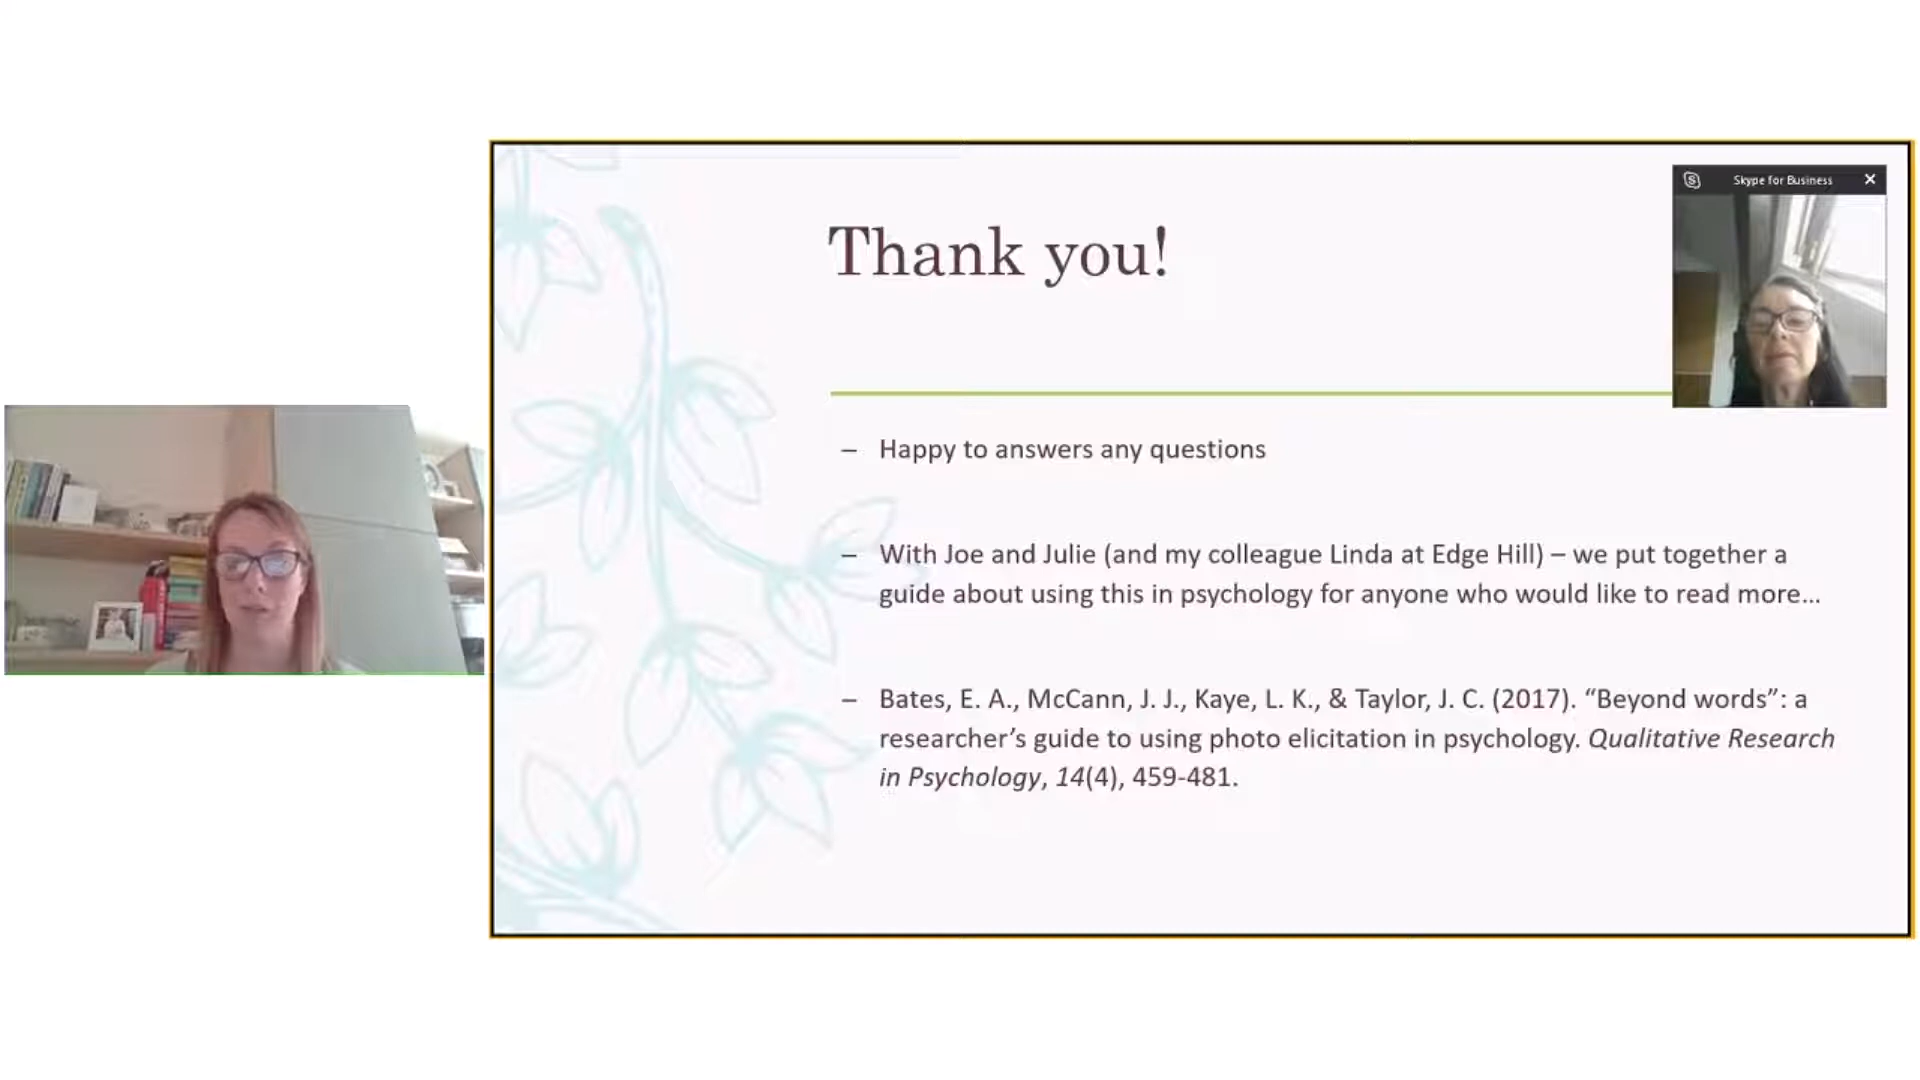 Skype for Business
Thank you!
– Happy to answers any questions
– With Joe and Julie (and my colleague Linda at Edge Hill) – we put together a
guide about using this in psychology for anyone who would like to read more...
– Bates, E. A., McCann, J. J., Kaye, L. K., & Taylor, J. C. (2017). “Beyond words”: a
researcher’s guide to using photo elicitation in psychology. Qualitative Research
in Psychology, 14(4), 459-481.